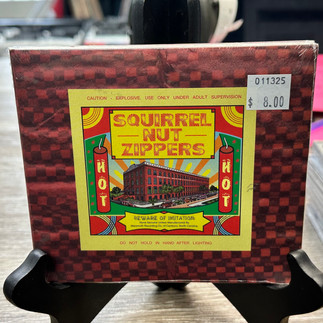 011325
$ 8.00
CAUTION - EXPLOSIVE. USE ONLY UNDER ADULT SUPERVISION
SQUIRREL
NUT
ZIPPERS
HOT
HOT
BEWARE OF IMITATION
DO NOT HOLD IN HAND AFTER LIGHTING